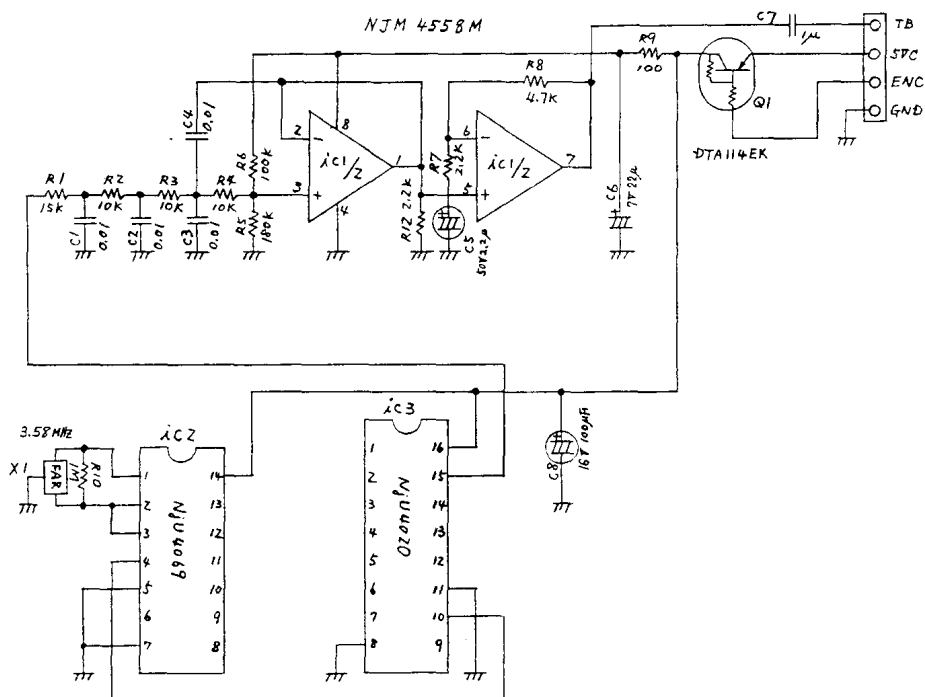 NJM 4558M
C7
1μ
TB
5VC
ENC
GND
R9
100
Q1
DTA114EK
R8
4.7K
C4
0.01
2
-
8
iC1/2
1
3
+
4
R6
100K
R5
180K
R1
15K
R2
10K
R3
10K
R4
10K
C1
0.01
C2
0.01
C3
0.01
6
-
R7
2.2K
iC1/2
7
+
R12 2.2K
C5
50V2.2μ
C6
7V 22μ
3.58MHz
X1
FAR
R10
1M
iC2
NJU4069
1
2
3
4
5
6
7
14
13
12
11
10
9
8
iC3
NJU4020
1
2
3
4
5
6
7
8
16
15
14
13
12
11
10
9
C8
16V 100μF